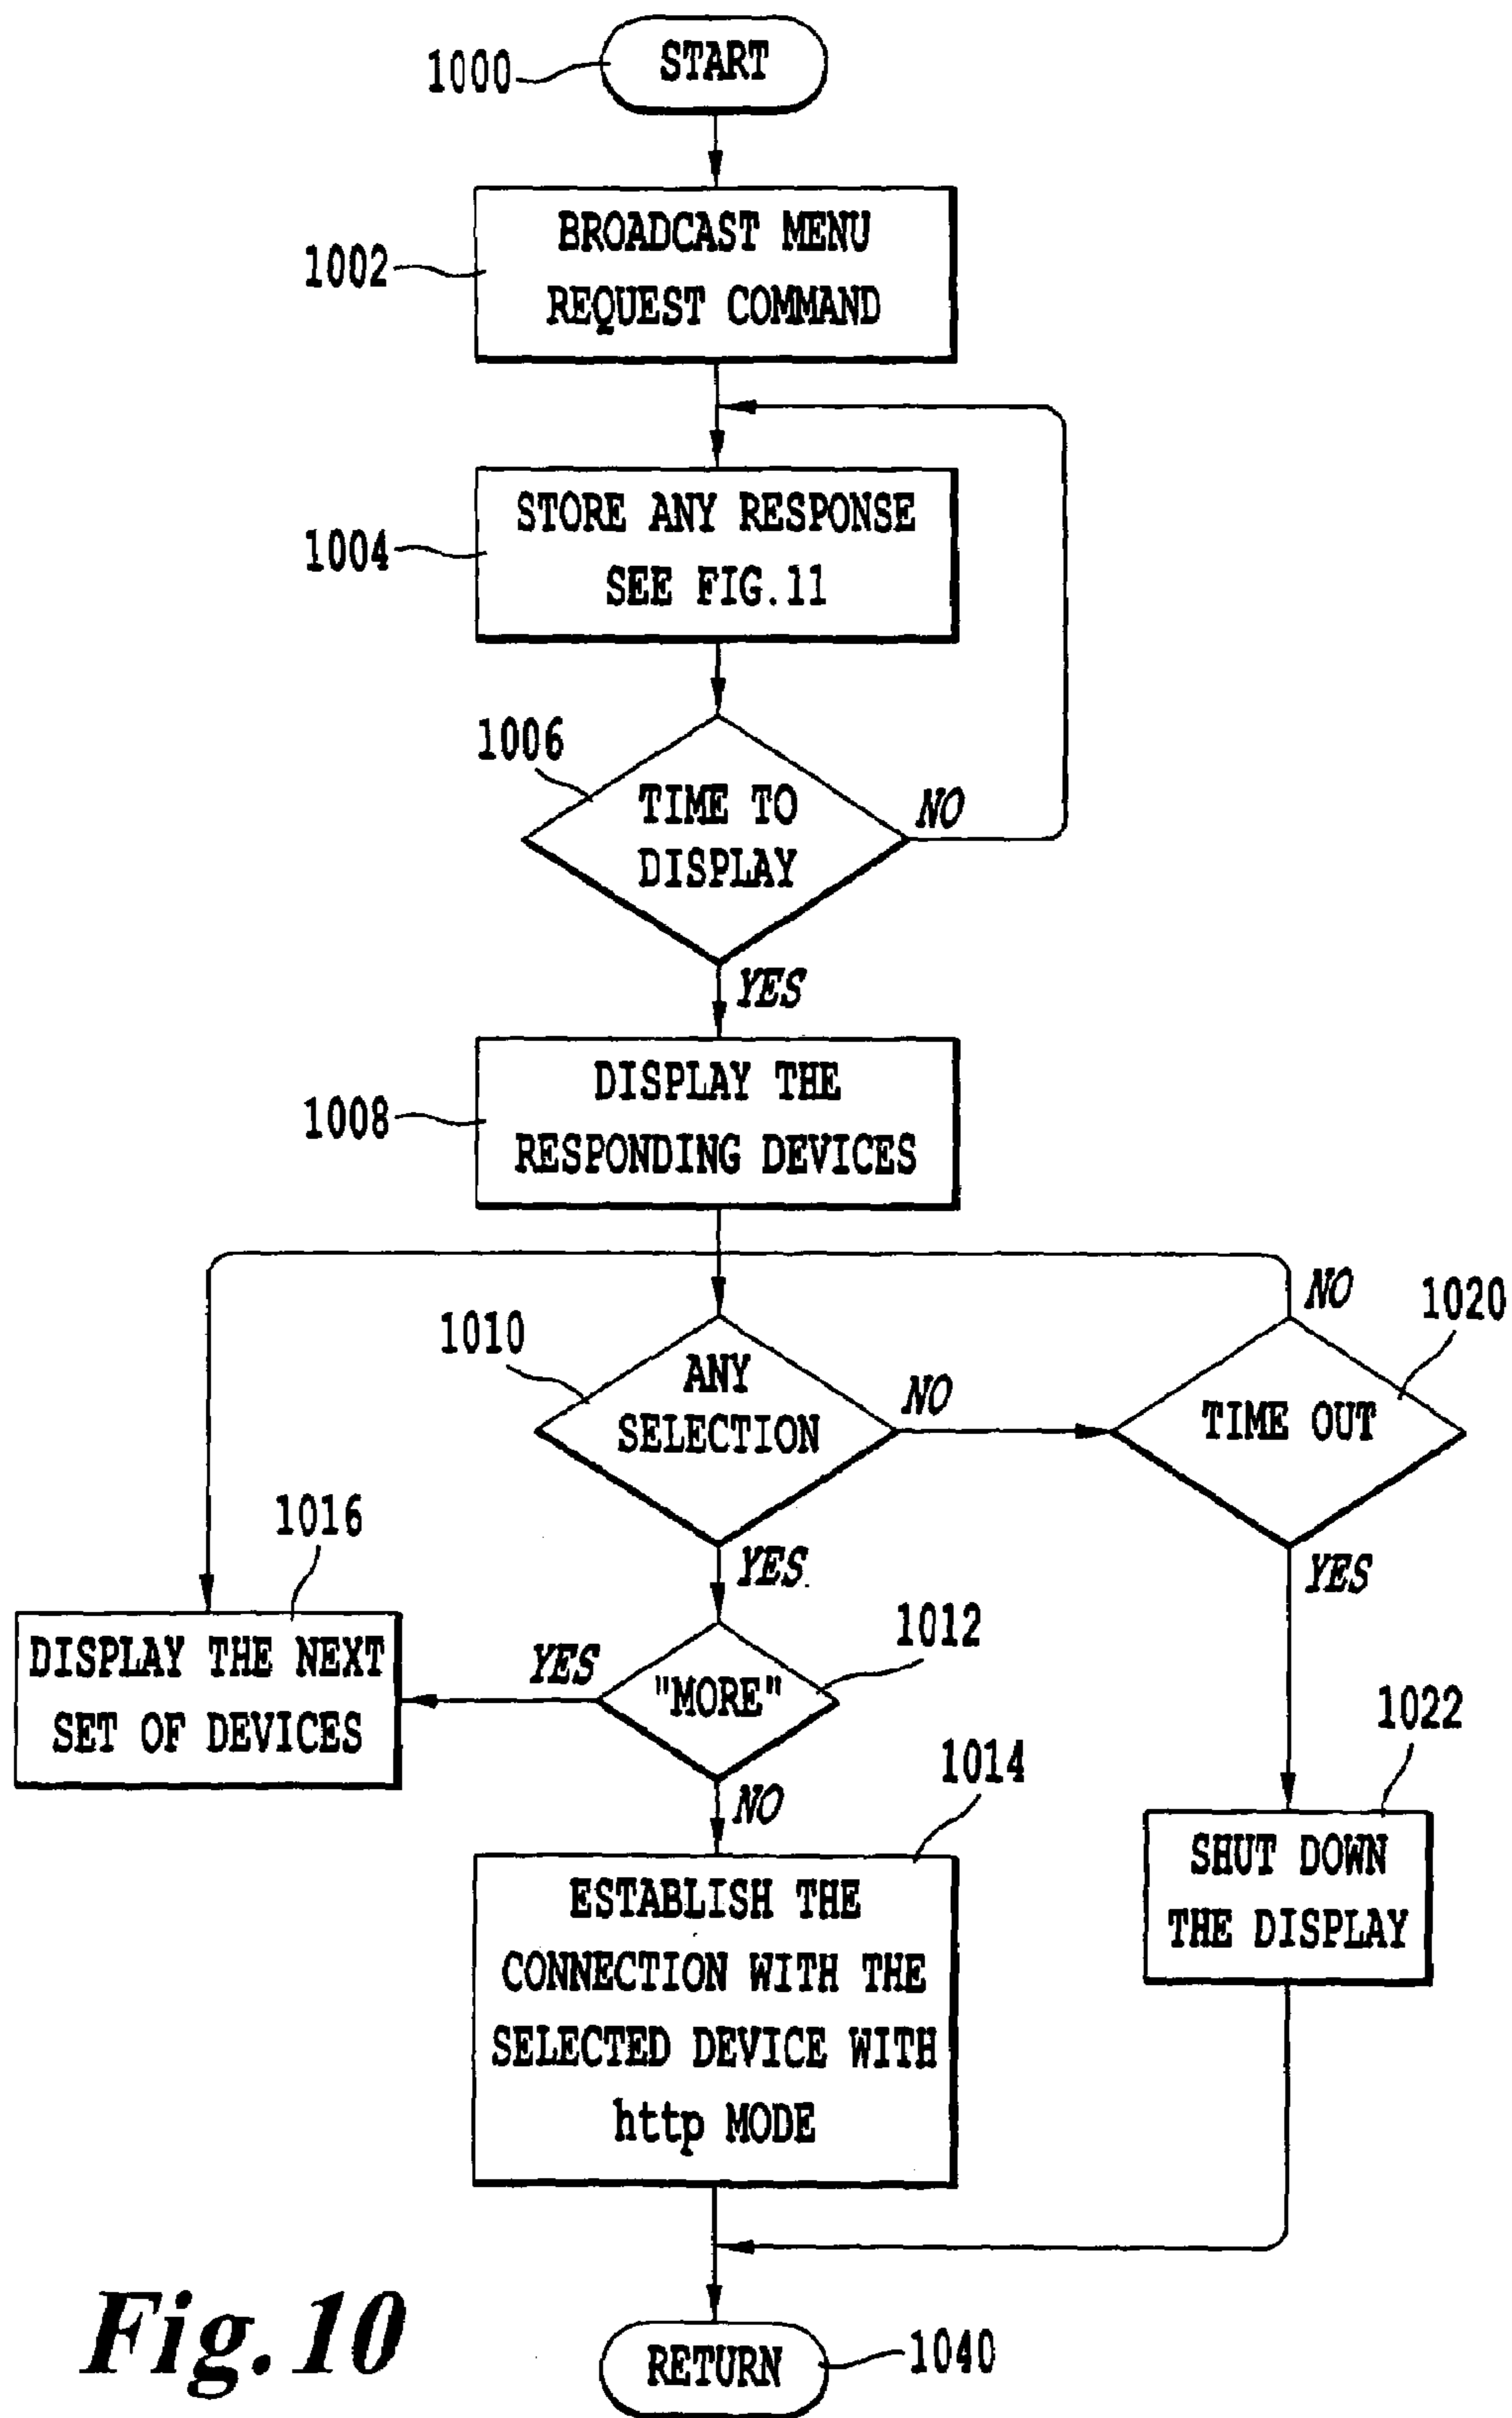 START
1000
BROADCAST MENU
REQUEST COMMAND
1002
STORE ANY RESPONSE
SEE FIG.11
1004
1006
TIME TO
DISPLAY
NO
YES
DISPLAY THE
RESPONDING DEVICES
1008
NO
1020
1010
ANY
SELECTION
NO
TIME OUT
1016
YES
YES
DISPLAY THE NEXT
SET OF DEVICES
YES
"MORE"
1012
1022
1014
NO
SHUT DOWN
THE DISPLAY
ESTABLISH THE
CONNECTION WITH THE
SELECTED DEVICE WITH
http MODE
RETURN
1040
Fig. 10